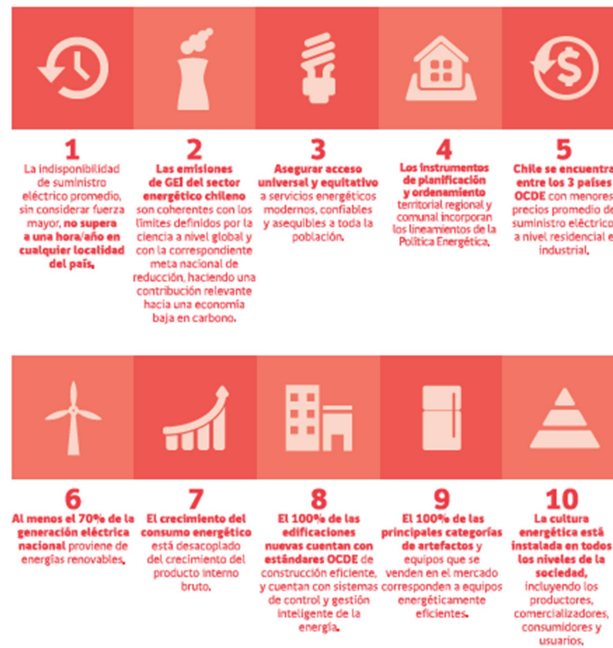 1
La indisponibilidad
de suministro
eléctrico promedio,
sin considerar fuerza
mayor, no supera
a una hora/año en
cualquier localidad
del país.
2
Las emisiones
de GEI del sector
energético chileno
son coherentes con los
límites definidos por la
ciencia a nivel global y
con la correspondiente
meta nacional de
reducción, haciendo una
contribución relevante
hacia una economía
baja en carbono.
3
Asegurar acceso
universal y equitativo
a servicios energéticos
modernos, confiables
y asequibles a toda la
población.
4
Los instrumentos
de planificación
y ordenamiento
territorial regional y
comunal incorporan
los lineamientos de la
Política Energética.
5
Chile se encuentra
entre los 3 países
OCDE con menores
precios promedio de
suministro eléctrico
a nivel residencial e
industrial.
6
Al menos el 70% de la
generación eléctrica
nacional proviene de
energías renovables.
7
El crecimiento del
consumo energético
está desacoplado
del crecimiento del
producto interno
bruto.
8
El 100% de las
edificaciones
nuevas cuentan con
estándares OCDE de
construcción eficiente,
y cuentan con sistemas
de control y gestión
inteligente de la
energía.
9
El 100% de las
principales categorías
de artefactos y
equipos que se
venden en el mercado
corresponden a equipos
energéticamente
eficientes.
10
La cultura
energética está
instalada en todos
los niveles de la
sociedad,
incluyendo los
productores,
comercializadores,
consumidores y
usuarios.